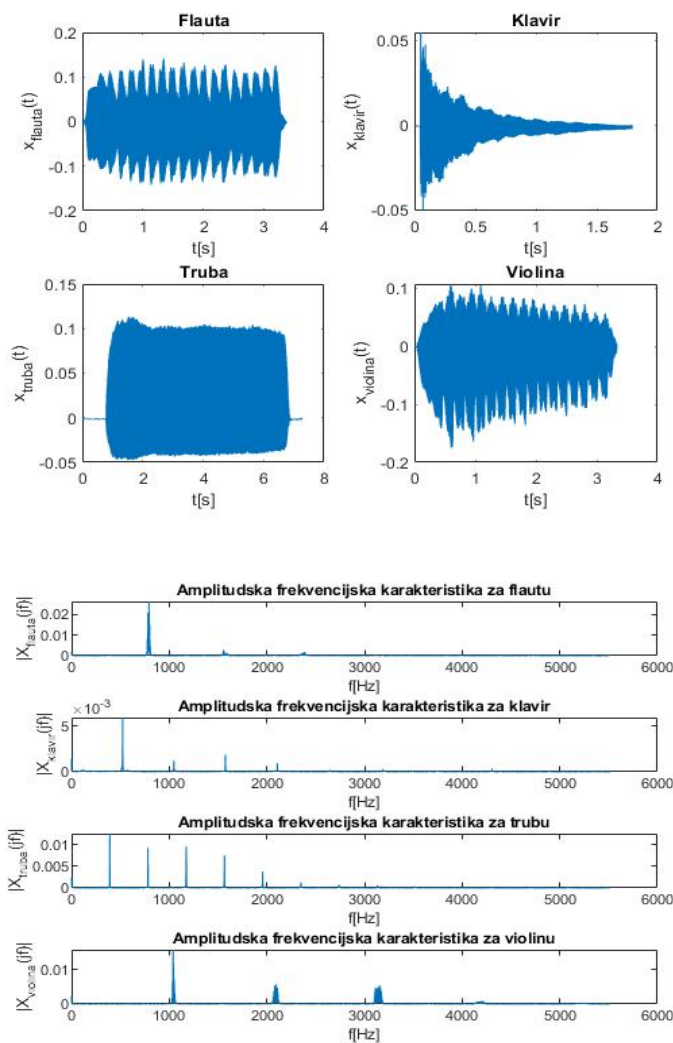 Flauta
0.2
0.1
0
-0.1
-0.2
x_flauta(t)
0 1 2 3 4
t[s]
Klavir
0.05
0
-0.05
x_klavir(t)
0 0.5 1 1.5 2
t[s]
Truba
0.15
0.1
0.05
0
-0.05
x_truba(t)
0 2 4 6 8
t[s]
Violina
0.1
0
-0.1
-0.2
x_violina(t)
0 1 2 3 4
t[s]
Amplitudska frekvencijska karakteristika za flautu
|X_flauta(jf)|
0.02
0.01
0
0 1000 2000 3000 4000 5000 6000
f[Hz]
Amplitudska frekvencijska karakteristika za klavir
× 10^-3
|X_klavir(jf)|
5
0
0 1000 2000 3000 4000 5000 6000
f[Hz]
Amplitudska frekvencijska karakteristika za trubu
|X_truba(jf)|
0.01
0.005
0
0 1000 2000 3000 4000 5000 6000
f[Hz]
Amplitudska frekvencijska karakteristika za violinu
|X_violina(jf)|
0.01
0
0 1000 2000 3000 4000 5000 6000
f[Hz]